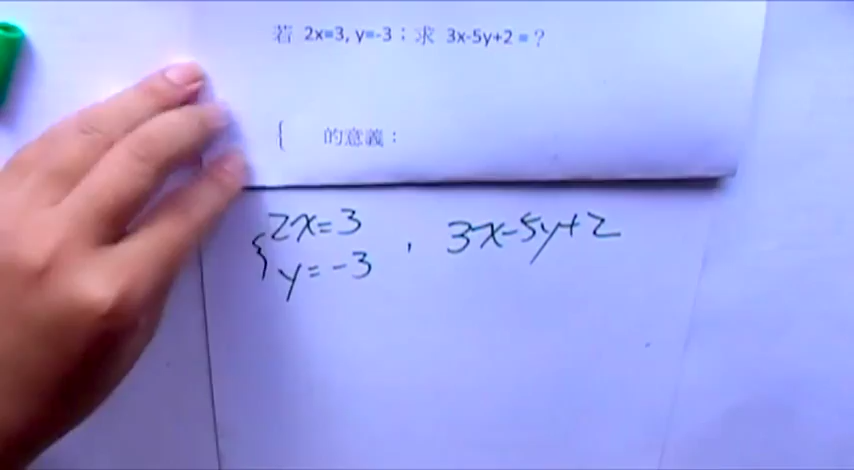 若 2x=3, y=-3；求 3x-5y+2 = ?
{ 的意義：
{2x=3
y=-3 , 3x-5y+2